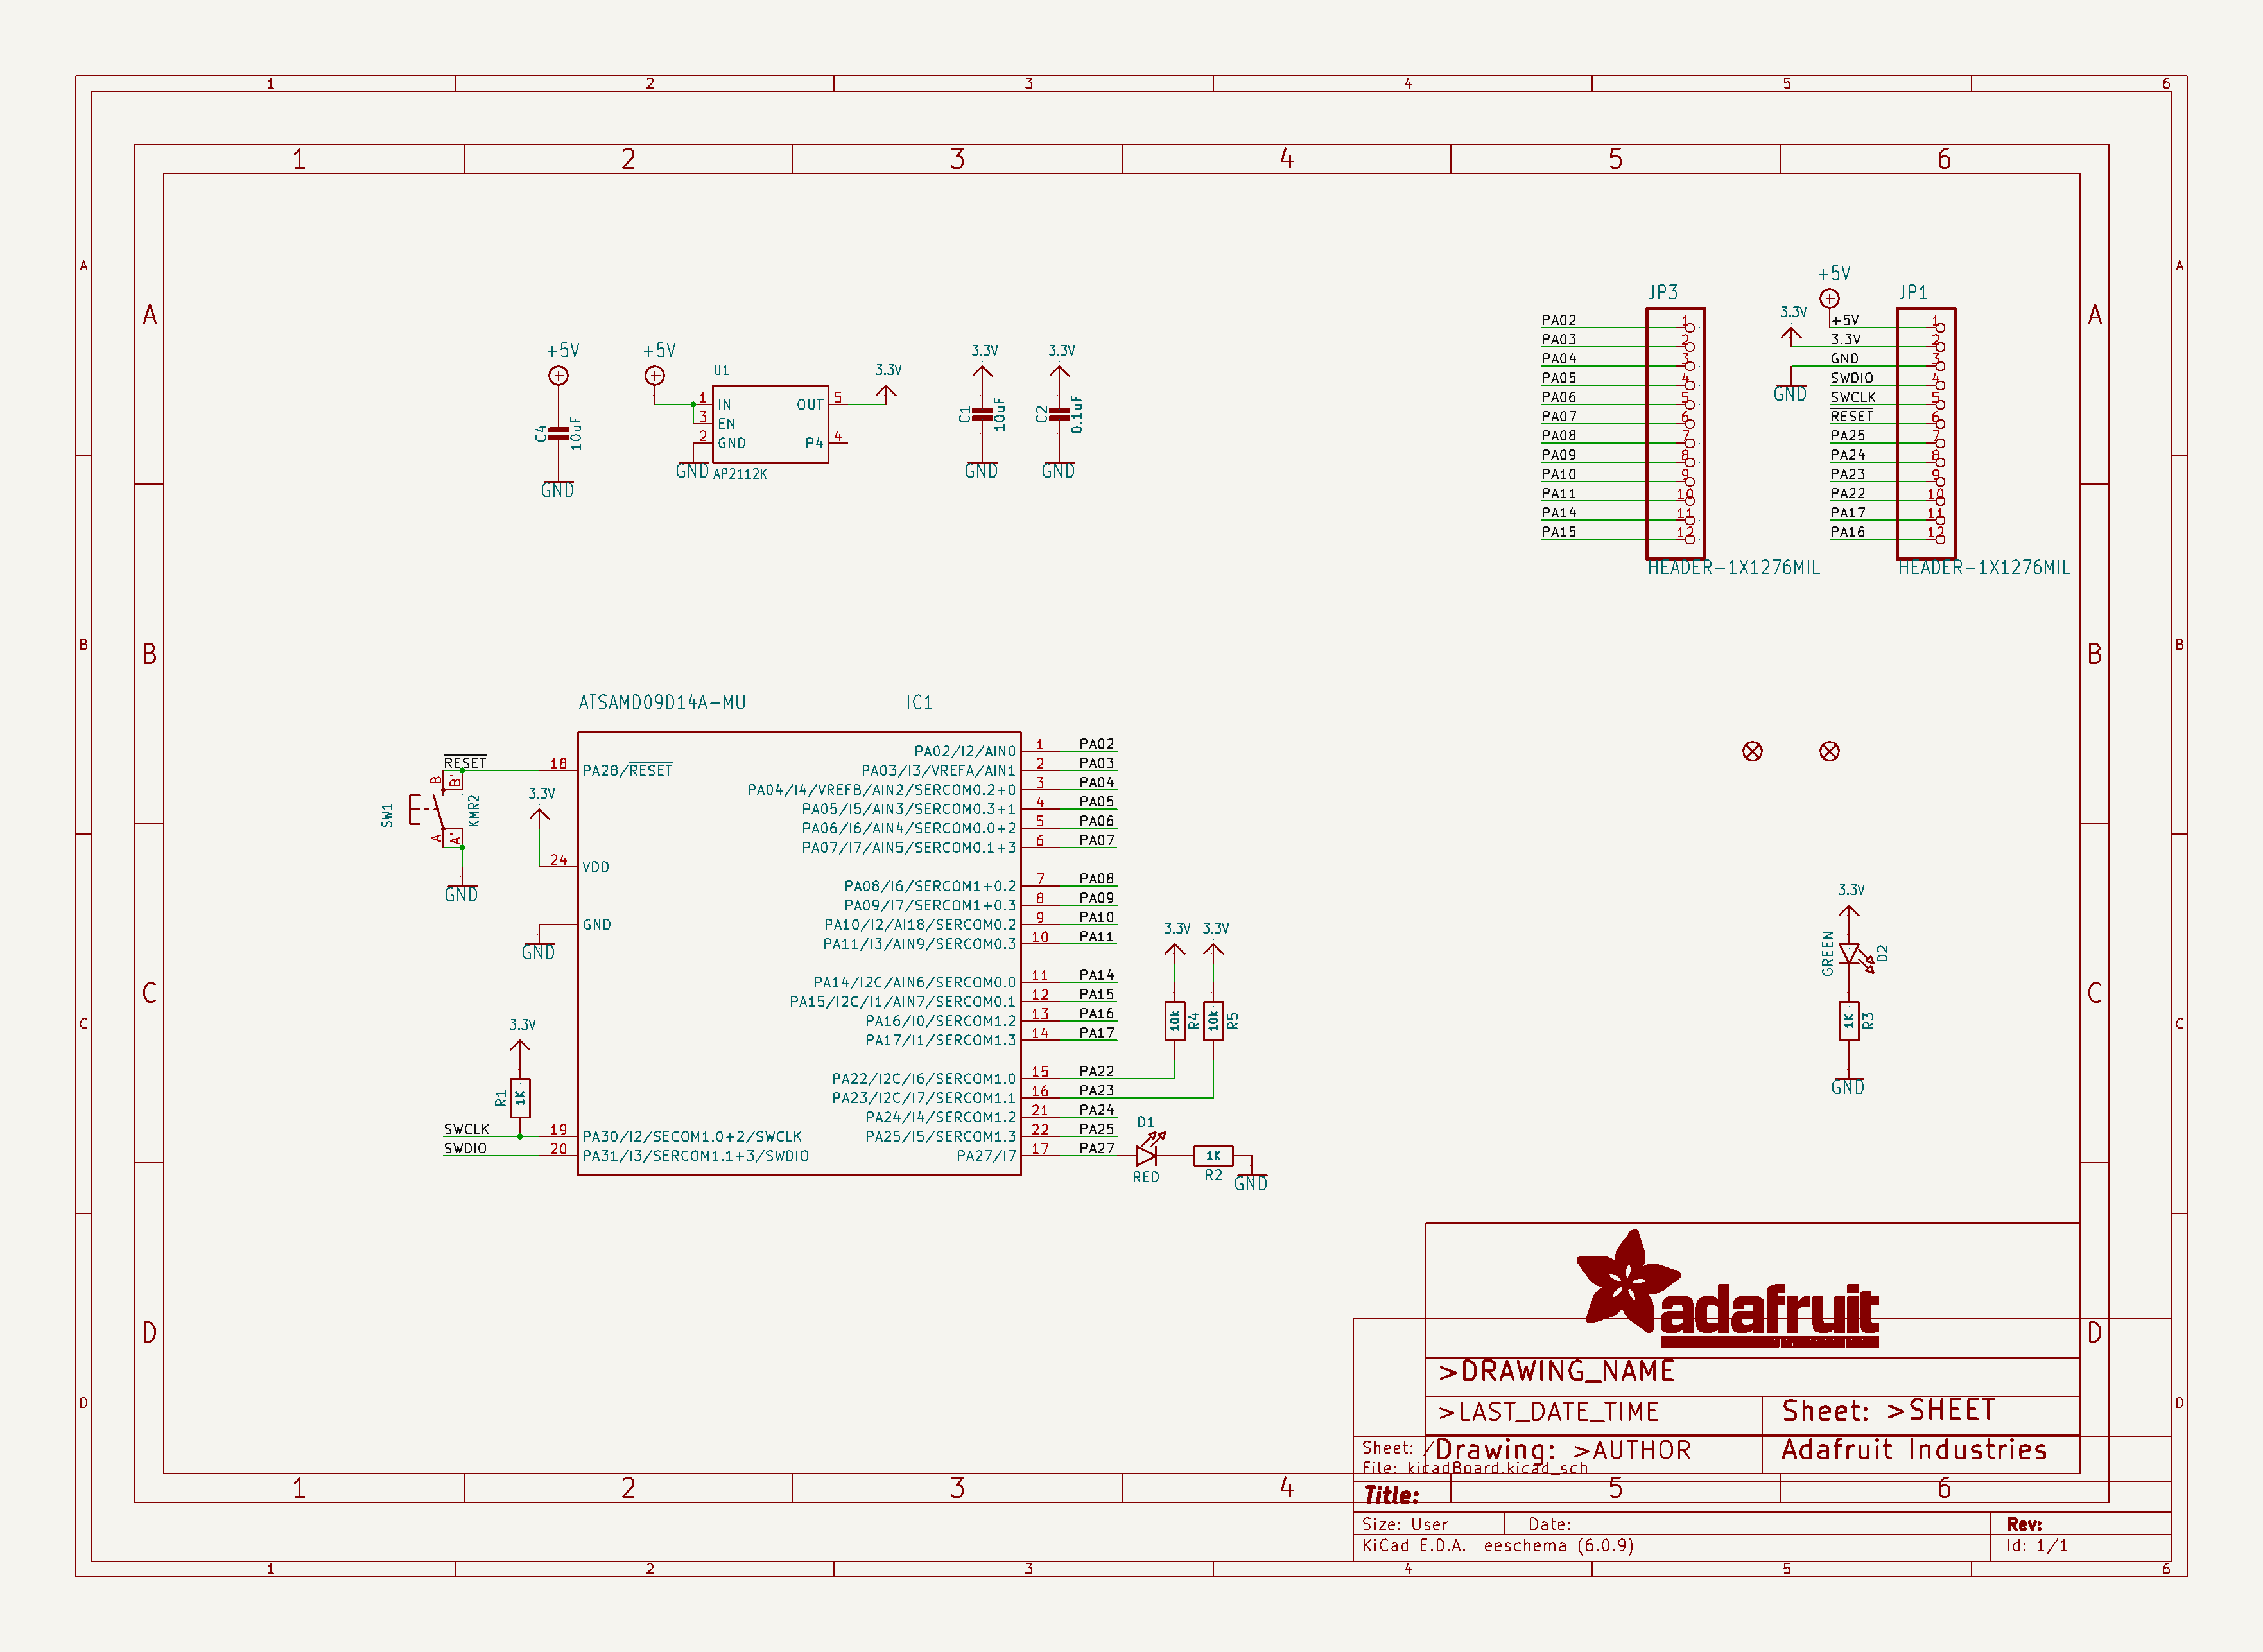 1 2 3 4 5 6
1 2 3 4 5 6
A A
A A
+5V
C4
10uF
GND
+5V
U1
1 IN
3 EN
2 GND
OUT 5
P4 4
GND AP2112K
3.3V
3.3V
C1
10uF
GND
3.3V
C2
0.1uF
GND
JP3
PA02 1
PA03 2
PA04 3
PA05 4
PA06 5
PA07 6
PA08 7
PA09 8
PA10 9
PA11 10
PA14 11
PA15 12
HEADER-1X1276MIL
+5V
3.3V
GND
JP1
+5V 1
3.3V 2
GND 3
SWDIO 4
SWCLK 5
RESET 6
PA25 7
PA24 8
PA23 9
PA22 10
PA17 11
PA16 12
HEADER-1X1276MIL
B B
B B
ATSAMD09D14A-MU IC1
RESET 18 PA28/RESET
SW1
B B'
KMR2
A A'
GND
3.3V
24 VDD
GND
GND
3.3V
R1
1K
SWCLK 19 PA30/I2/SECOM1.0+2/SWCLK
SWDIO 20 PA31/I3/SERCOM1.1+3/SWDIO
PA02/I2/AIN0 1 PA02
PA03/I3/VREFA/AIN1 2 PA03
PA04/I4/VREFB/AIN2/SERCOM0.2+0 3 PA04
PA05/I5/AIN3/SERCOM0.3+1 4 PA05
PA06/I6/AIN4/SERCOM0.0+2 5 PA06
PA07/I7/AIN5/SERCOM0.1+3 6 PA07
PA08/I6/SERCOM1+0.2 7 PA08
PA09/I7/SERCOM1+0.3 8 PA09
PA10/I2/AI18/SERCOM0.2 9 PA10
PA11/I3/AIN9/SERCOM0.3 10 PA11
PA14/I2C/AIN6/SERCOM0.0 11 PA14
PA15/I2C/I1/AIN7/SERCOM0.1 12 PA15
PA16/I0/SERCOM1.2 13 PA16
PA17/I1/SERCOM1.3 14 PA17
PA22/I2C/I6/SERCOM1.0 15 PA22
PA23/I2C/I7/SERCOM1.1 16 PA23
PA24/I4/SERCOM1.2 21 PA24
PA25/I5/SERCOM1.3 22 PA25
PA27/I7 17 PA27
3.3V 3.3V
10k R4 10k R5
D1
RED
1K
R2
GND
3.3V
GREEN
D2
1K
R3
GND
C C
C C
D D
D D
adafruit
>DRAWING_NAME
>LAST_DATE_TIME
Sheet: >SHEET
Drawing: >AUTHOR
Adafruit Industries
Sheet: /
File: kicadBoard.kicad_sch
Title:
Size: User Date: Rev:
KiCad E.D.A. eeschema (6.0.9) Id: 1/1
1 2 3 4 5 6
1 2 3 4 5 6